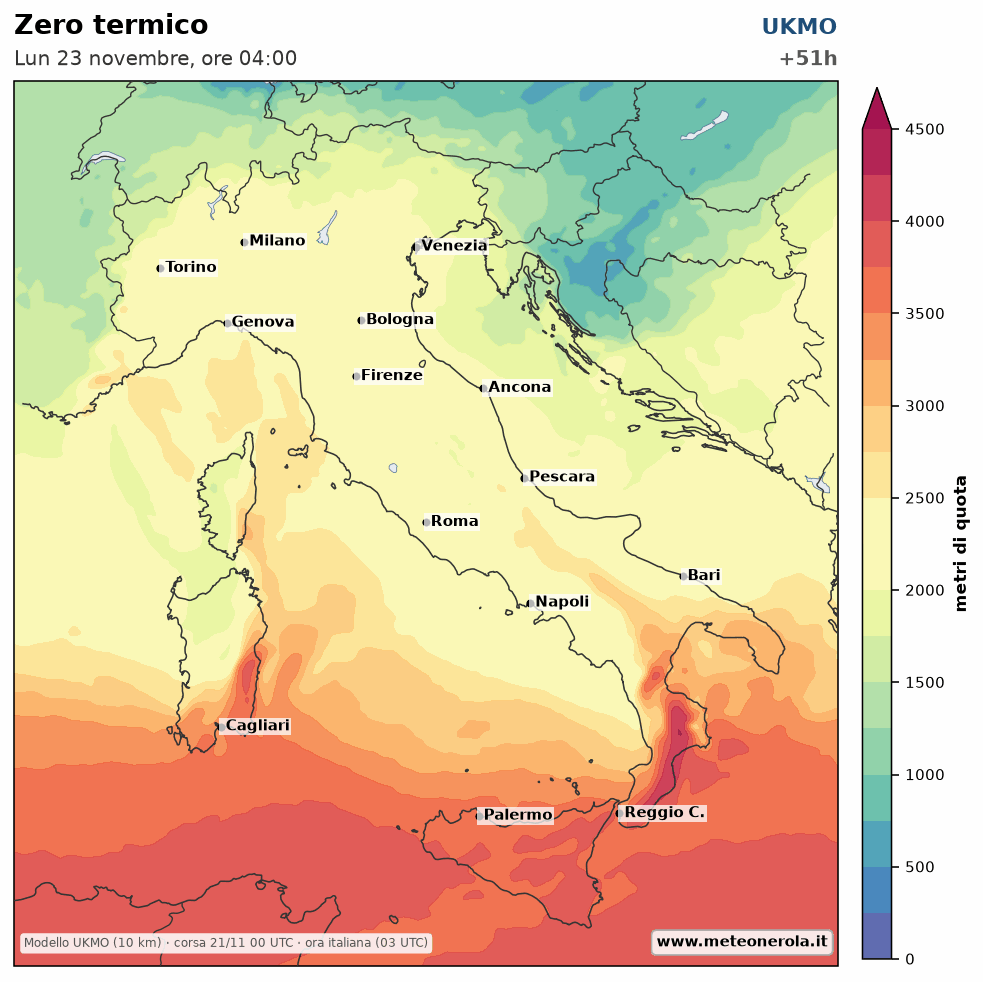 Zero termico
UKMO
Lun 23 novembre, ore 04:00
+51h
4500
4000
3500
3000
2500
2000
1500
1000
500
0
metri di quota
Milano
Venezia
Torino
Genova
Bologna
Firenze
Ancona
Pescara
Roma
Bari
Napoli
Cagliari
Palermo
Reggio C.
Modello UKMO (10 km) · corsa 21/11 00 UTC · ora italiana (03 UTC)
www.meteonerola.it